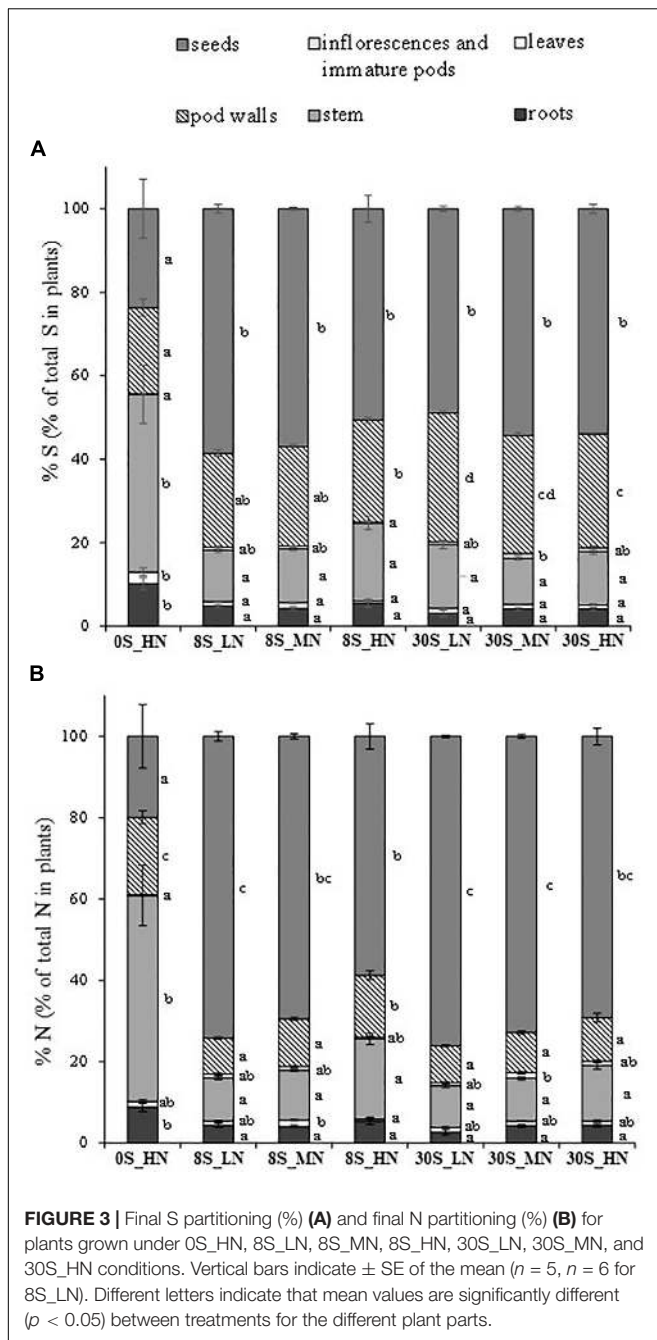 seeds
inflorescences and
immature pods
leaves
pod walls
stem
roots
A
% S (% of total S in plants)
100
80
60
40
20
0
a
a
a
b
b
b
b
ab
ab
a
a
a
b
ab
ab
a
a
a
b
b
a
a
a
a
b
d
ab
a
a
a
b
cd
b
a
a
a
b
c
ab
a
a
a
0S_HN 8S_LN 8S_MN 8S_HN 30S_LN 30S_MN 30S_HN
B
% N (% of total N in plants)
100
80
60
40
20
0
a
c
a
b
ab
b
c
a
ab
a
ab
a
bc
a
ab
a
ab
a
b
b
ab
a
a
a
c
a
ab
a
ab
a
c
a
b
a
ab
a
bc
a
ab
a
ab
a
0S_HN 8S_LN 8S_MN 8S_HN 30S_LN 30S_MN 30S_HN
FIGURE 3 | Final S partitioning (%) (A) and final N partitioning (%) (B) for
plants grown under 0S_HN, 8S_LN, 8S_MN, 8S_HN, 30S_LN, 30S_MN, and
30S_HN conditions. Vertical bars indicate ± SE of the mean (n = 5, n = 6 for
8S_LN). Different letters indicate that mean values are significantly different
(p < 0.05) between treatments for the different plant parts.